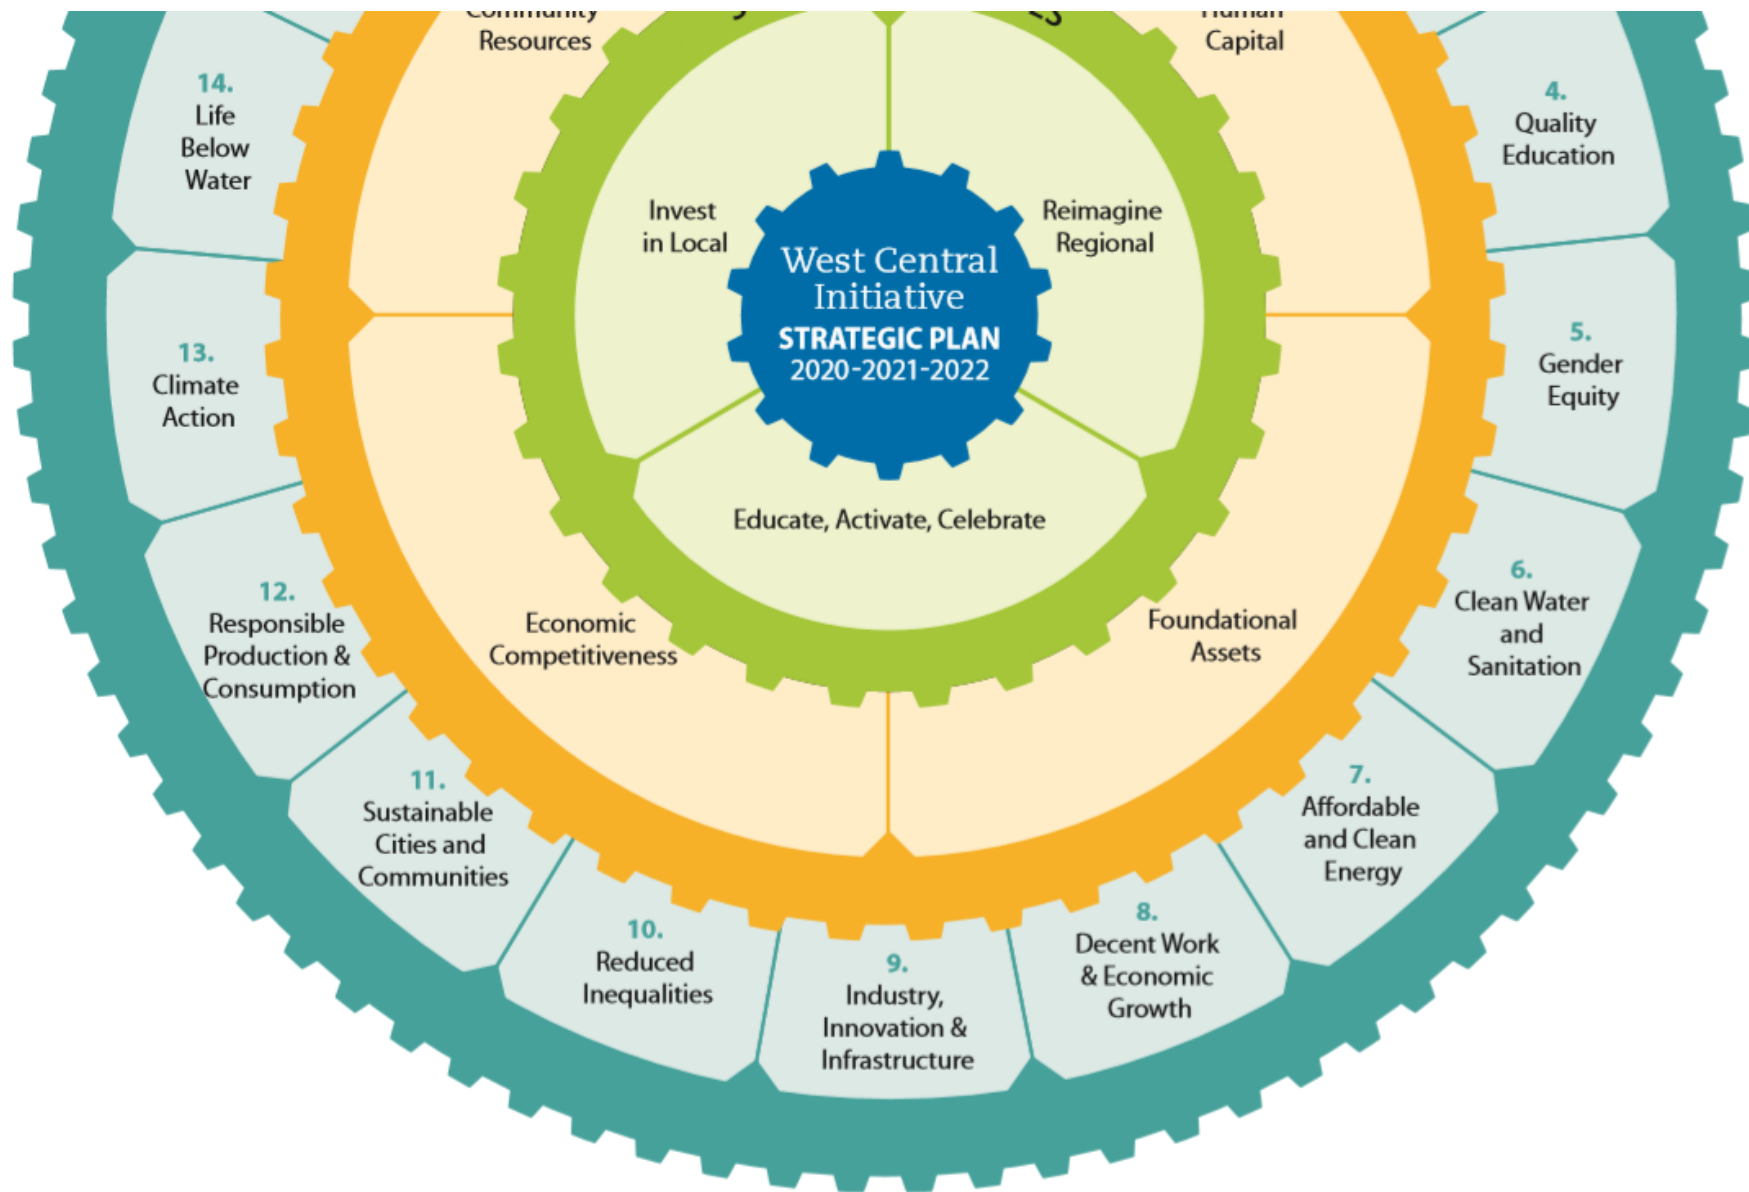 Community
Resources
Human
Capital
14.
Life
Below
Water
4.
Quality
Education
Invest
in Local
Reimagine
Regional
West Central
Initiative
STRATEGIC PLAN
2020-2021-2022
13.
Climate
Action
5.
Gender
Equity
Educate, Activate, Celebrate
12.
Responsible
Production &
Consumption
Economic
Competitiveness
Foundational
Assets
6.
Clean Water
and
Sanitation
11.
Sustainable
Cities and
Communities
7.
Affordable
and Clean
Energy
10.
Reduced
Inequalities
9.
Industry,
Innovation &
Infrastructure
8.
Decent Work
& Economic
Growth